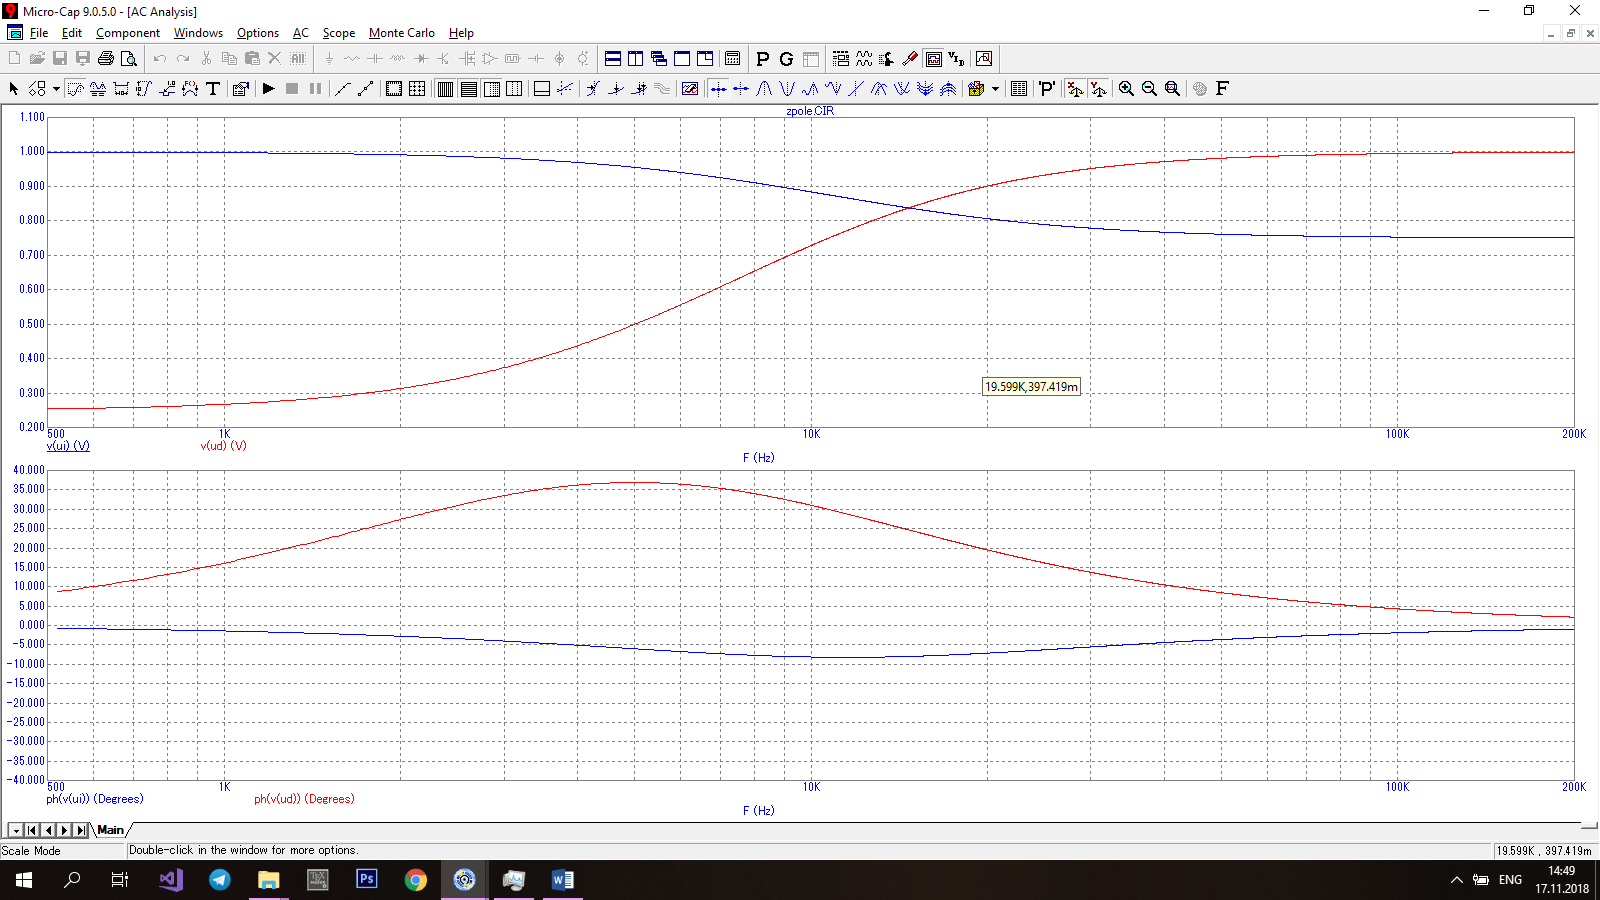 Micro-Cap 9.0.5.0 - [AC Analysis]
File Edit Component Windows Options AC Scope Monte Carlo Help
zpole.CIR
1.100
1.000
0.900
0.800
0.700
0.600
0.500
0.400
0.300
0.200
19.599K,397.419m
500 1K 10K 100K 200K
v(ui) (V) v(ud) (V)
F (Hz)
40.000
35.000
30.000
25.000
20.000
15.000
10.000
5.000
0.000
-5.000
-10.000
-15.000
-20.000
-25.000
-30.000
-35.000
-40.000
500 1K 10K 100K 200K
ph(v(ui)) (Degrees) ph(v(ud)) (Degrees)
F (Hz)
Main
Scale Mode Double-click in the window for more options. 19.599K , 397.419m
ENG
14:49
17.11.2018